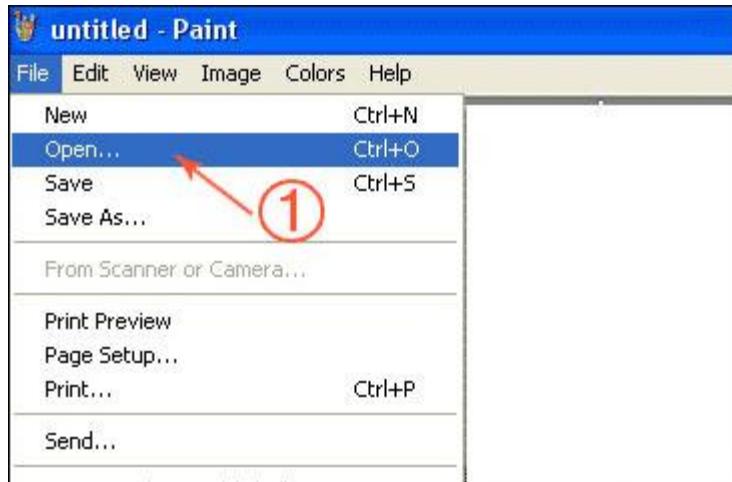 untitled - Paint
File Edit View Image Colors Help
New Ctrl+N
Open... Ctrl+O
Save Ctrl+S
Save As...
1
From Scanner or Camera...
Print Preview
Page Setup...
Print... Ctrl+P
Send...